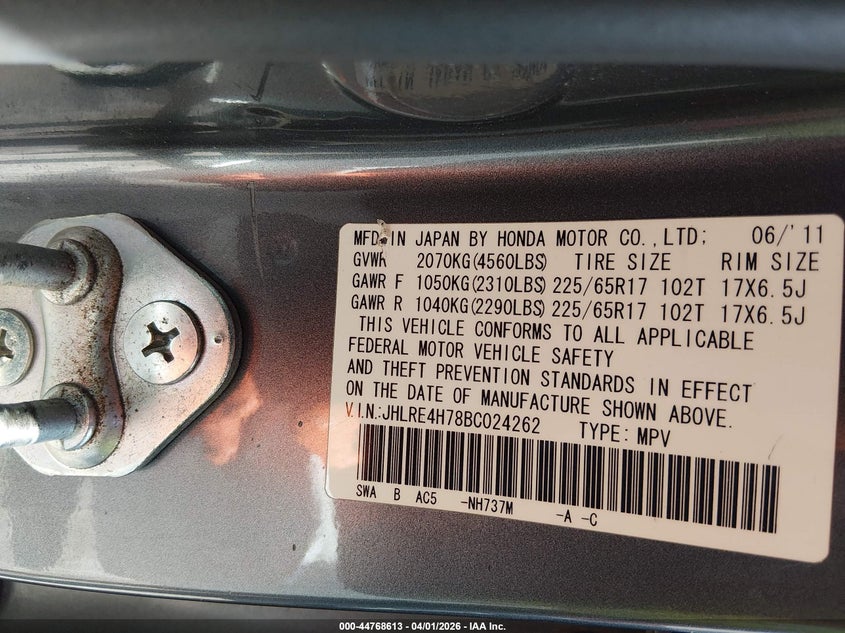 MFD. IN JAPAN BY HONDA MOTOR CO.,LTD; 06/'11
GVWR 2070KG(4560LBS) TIRE SIZE RIM SIZE
GAWR F 1050KG(2310LBS) 225/65R17 102T 17X6.5J
GAWR R 1040KG(2290LBS) 225/65R17 102T 17X6.5J
THIS VEHICLE CONFORMS TO ALL APPLICABLE
FEDERAL MOTOR VEHICLE SAFETY
AND THEFT PREVENTION STANDARDS IN EFFECT
ON THE DATE OF MANUFACTURE SHOWN ABOVE.
V.I.N.:JHLRE4H78BC024262 TYPE: MPV
SWA B AC5 -NH737M -A -C
000-44768613 - 04/01/2026 - IAA Inc.